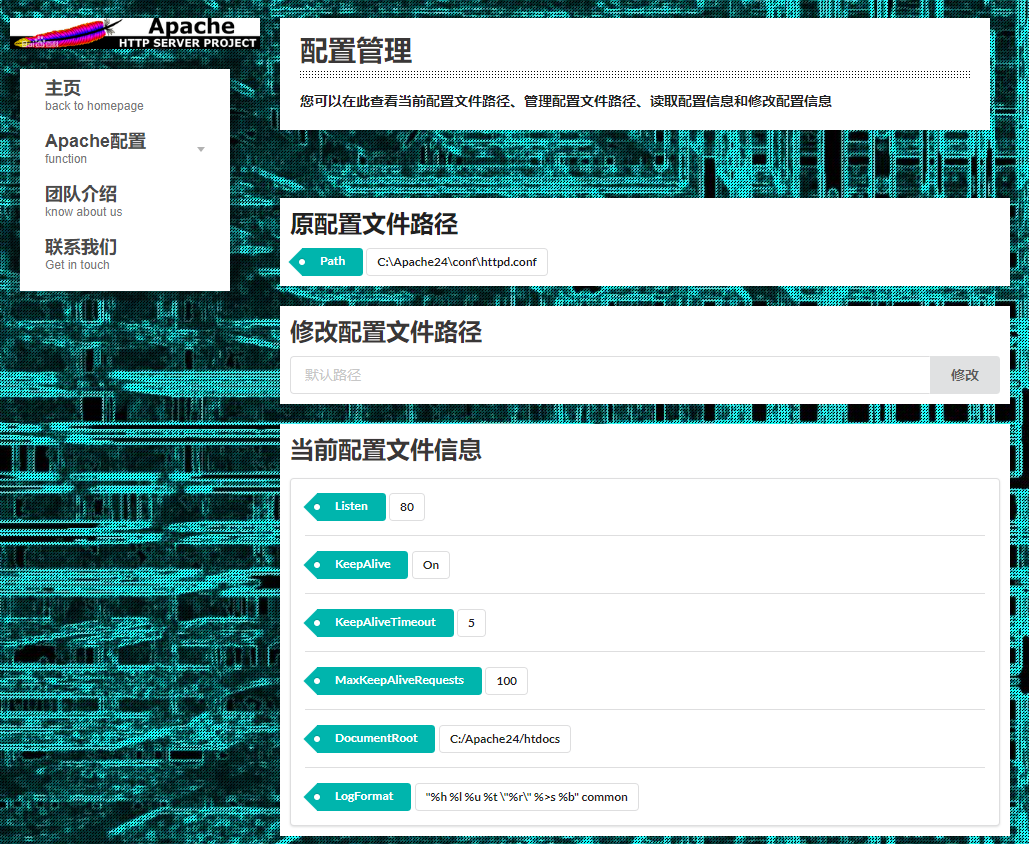 Apache
HTTP SERVER PROJECT
主页
back to homepage
Apache配置
function
团队介绍
know about us
联系我们
Get in touch
配置管理
您可以在此查看当前配置文件路径、管理配置文件路径、读取配置信息和修改配置信息
原配置文件路径
Path C:\Apache24\conf\httpd.conf
修改配置文件路径
默认路径 修改
当前配置文件信息
Listen 80
KeepAlive On
KeepAliveTimeout 5
MaxKeepAliveRequests 100
DocumentRoot C:/Apache24/htdocs
LogFormat "%h %l %u %t \"%r\" %>s %b" common